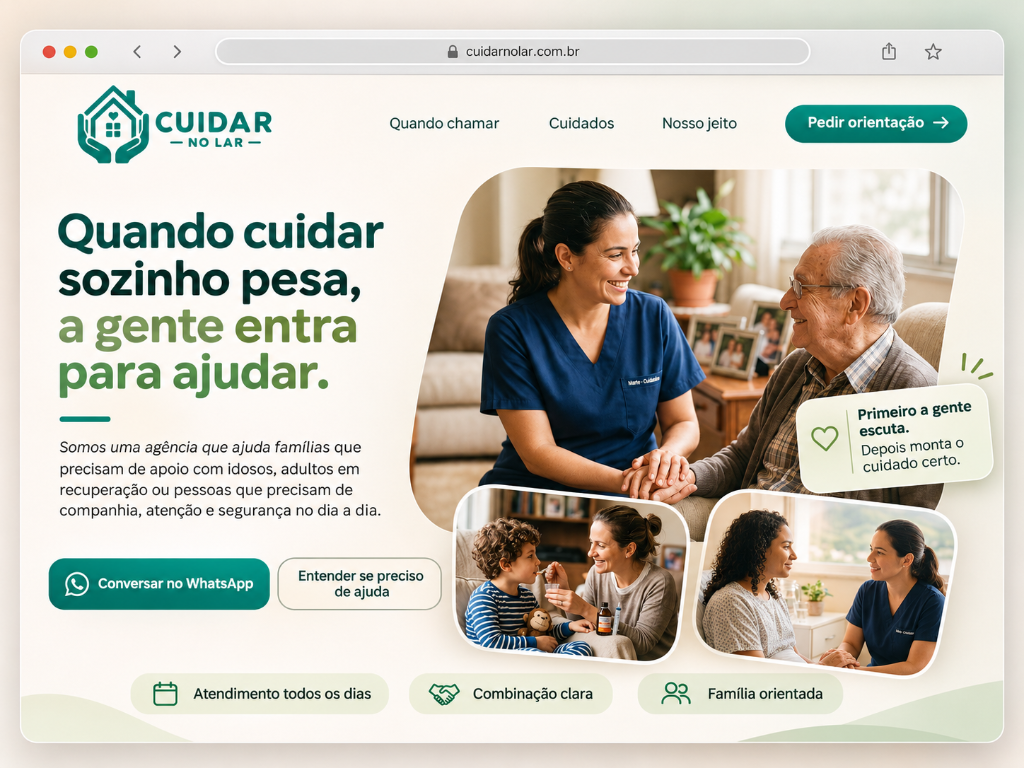 cuidarnolar.com.br
CUIDAR
NO LAR
Quando chamar
Cuidados
Nosso jeito
Pedir orientação
Quando cuidar
sozinho pesa,
a gente entra
para ajudar.
Somos uma agência que ajuda famílias que
precisam de apoio com idosos, adultos em
recuperação ou pessoas que precisam de
companhia, atenção e segurança no dia a dia.
Conversar no WhatsApp
Entender se preciso
de ajuda
Primeiro a gente
escuta.
Depois monta o
cuidado certo.
Atendimento todos os dias
Combinação clara
Família orientada